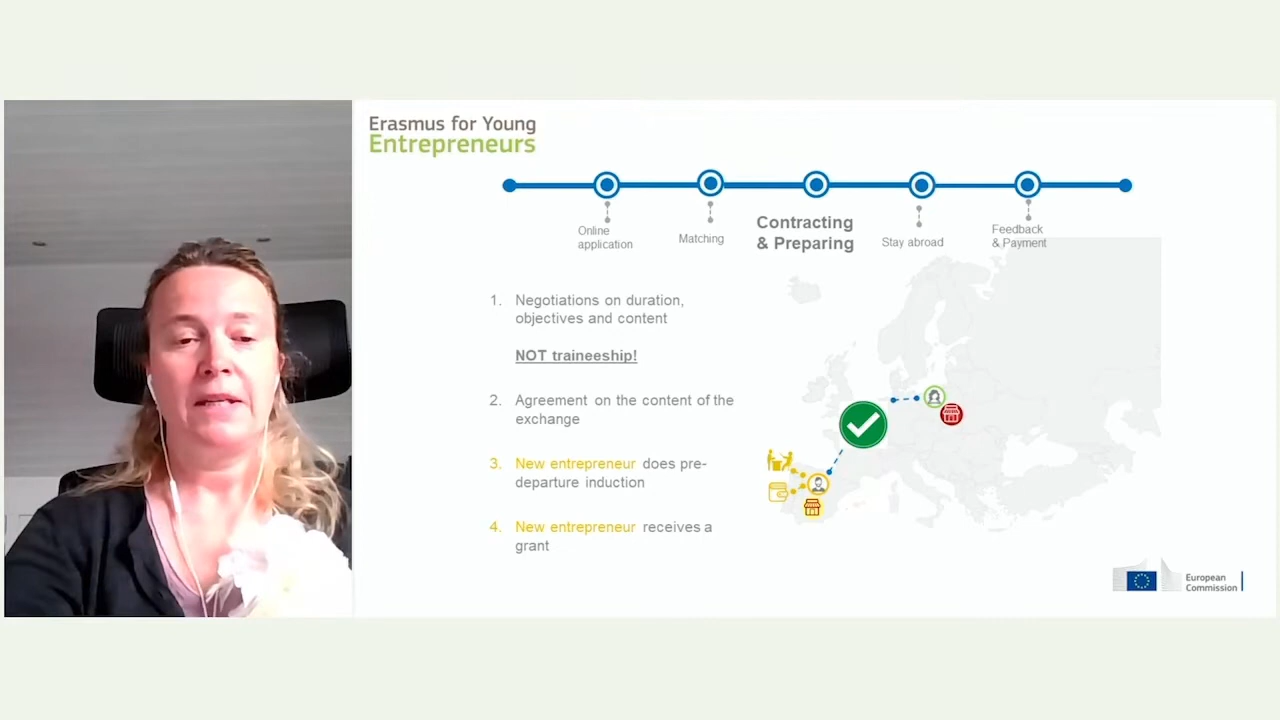 Erasmus for Young
Entrepreneurs
Online
application
Matching
Contracting
& Preparing
Stay abroad
Feedback
& Payment
1. Negotiations on duration,
objectives and content
NOT traineeship!
2. Agreement on the content of the
exchange
3. New entrepreneur does pre-
departure induction
4. New entrepreneur receives a
grant
European
Commission